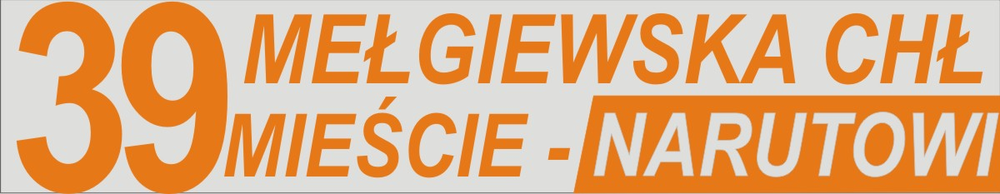 39 MEŁGIEWSKA CHŁ
MIEŚCIE - NARUTOWI